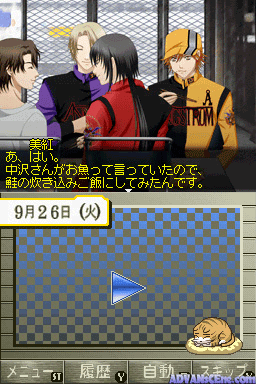 美紅
あ、はい。
中沢さんがお魚って言っていたので、
鮭の炊き込みご飯にしてみたんです。
9月26日(火)
メニュー ST 履歴 Y 自動 スキップ